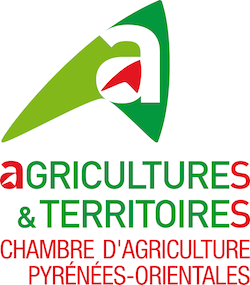 a
aGRICULTURES
& TERRITOIRES
CHAMBRE D'AGRICULTURE
PYRÉNÉES-ORIENTALES